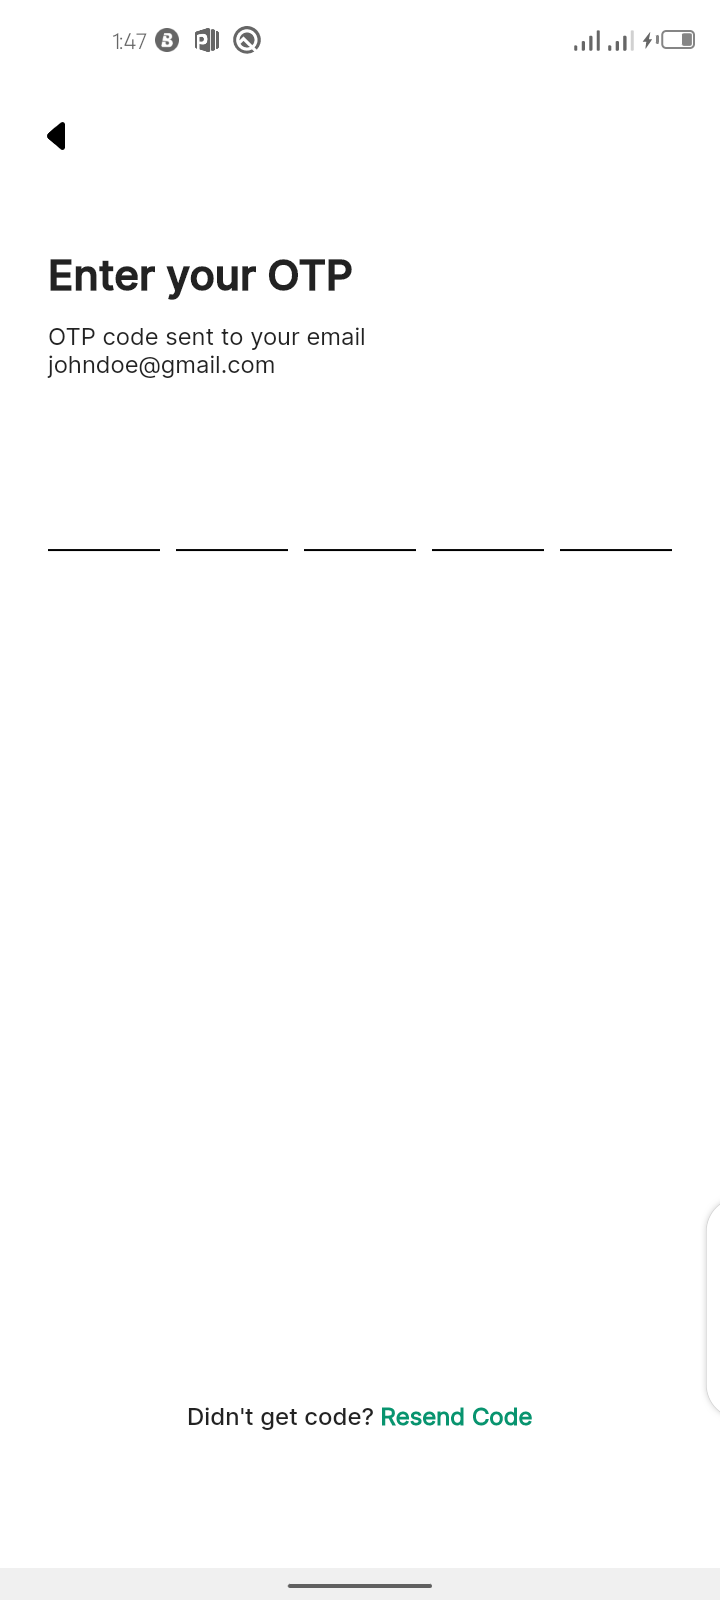 1:47
Enter your OTP
OTP code sent to your email
johndoe@gmail.com
Didn't get code? Resend Code